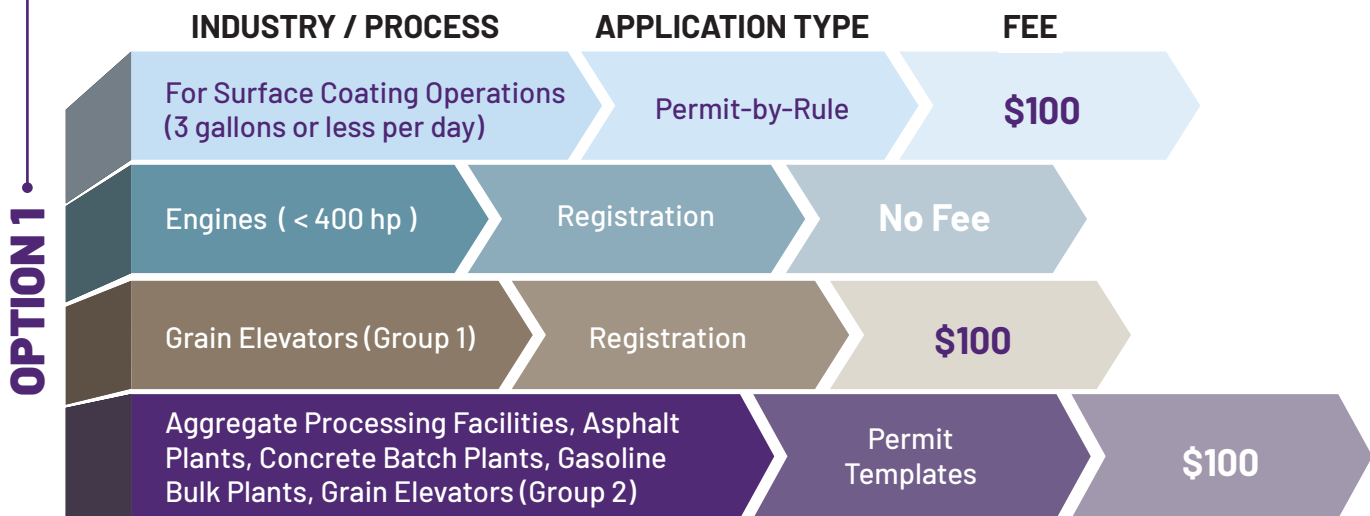 INDUSTRY / PROCESS
APPLICATION TYPE
FEE
OPTION 1
For Surface Coating Operations
(3 gallons or less per day)
Permit-by-Rule
$100
Engines ( < 400 hp )
Registration
No Fee
Grain Elevators (Group 1)
Registration
$100
Aggregate Processing Facilities, Asphalt
Plants, Concrete Batch Plants, Gasoline
Bulk Plants, Grain Elevators (Group 2)
Permit
Templates
$100